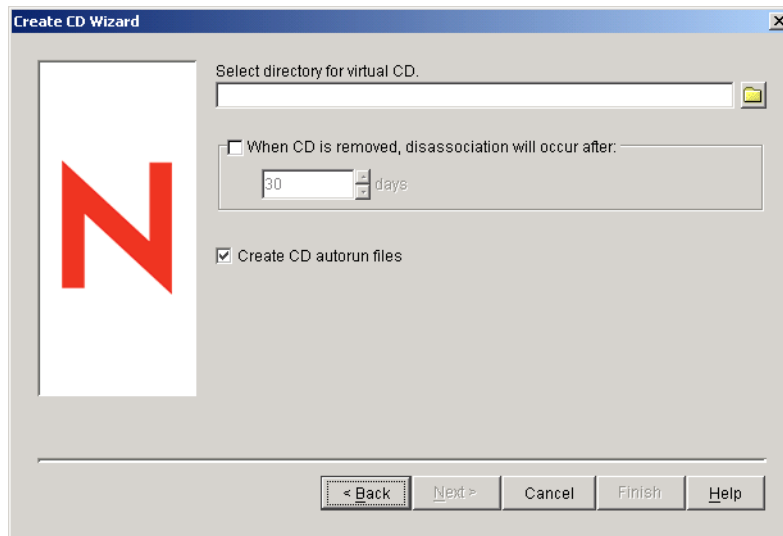 Create CD Wizard
Select directory for virtual CD.
When CD is removed, disassociation will occur after:
30 days
Create CD autorun files
< Back Next > Cancel Finish Help